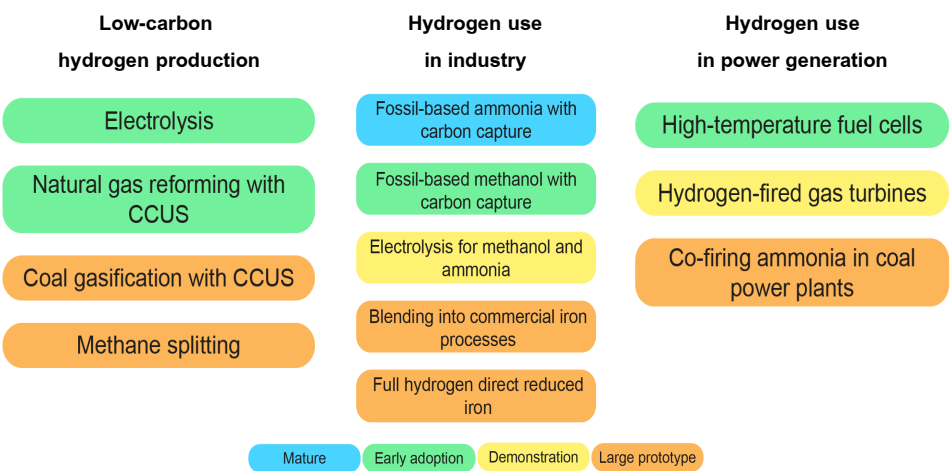 Low-carbon
hydrogen production
Electrolysis
Natural gas reforming with
CCUS
Coal gasification with CCUS
Methane splitting
Hydrogen use
in industry
Fossil-based ammonia with
carbon capture
Fossil-based methanol with
carbon capture
Electrolysis for methanol and
ammonia
Blending into commercial iron
processes
Full hydrogen direct reduced
iron
Hydrogen use
in power generation
High-temperature fuel cells
Hydrogen-fired gas turbines
Co-firing ammonia in coal
power plants
Mature
Early adoption
Demonstration
Large prototype